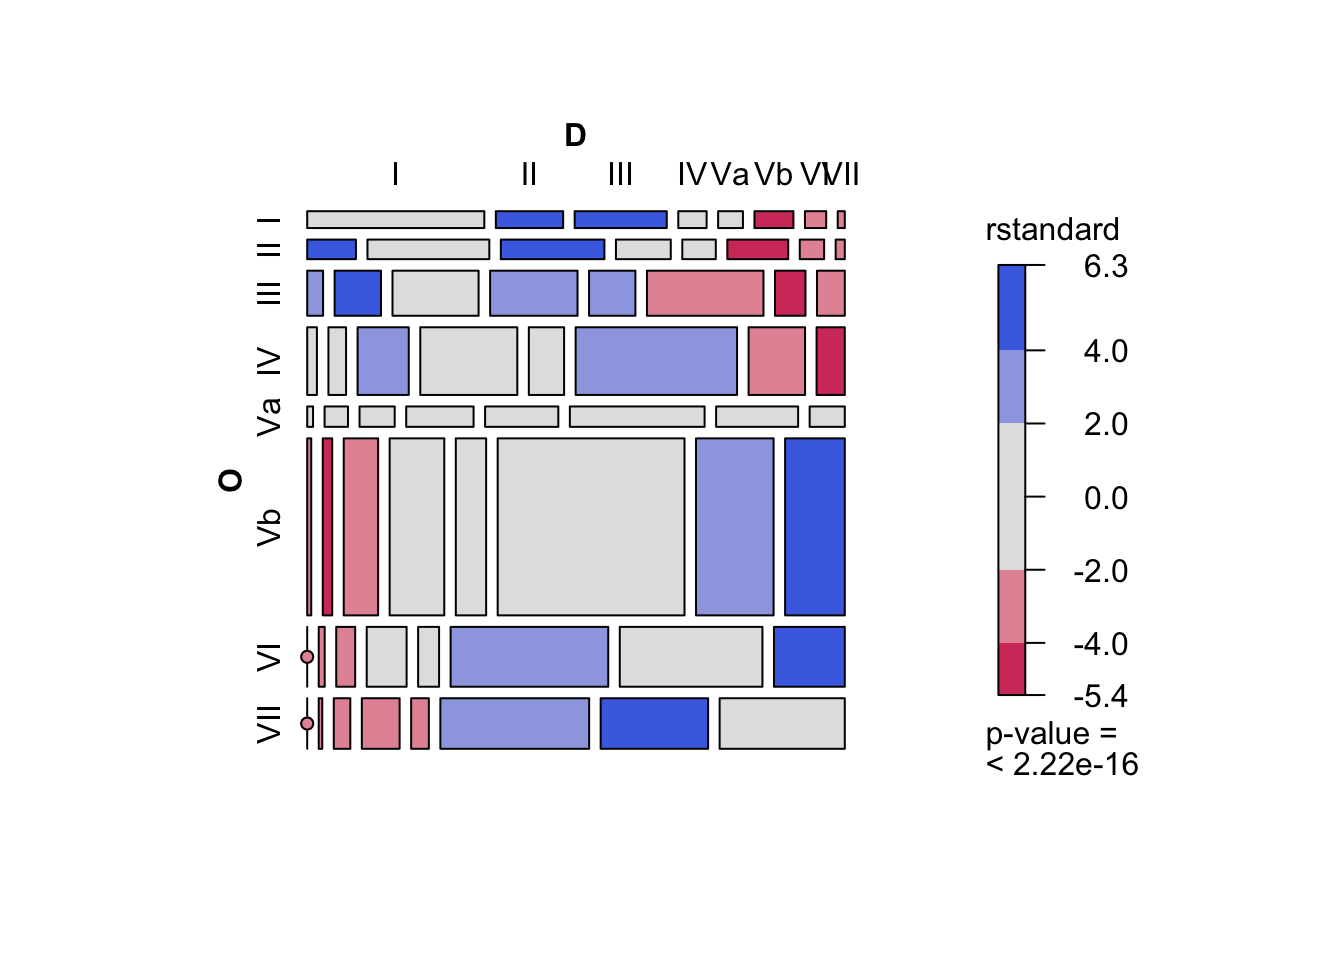 D
I II III IV Va Vb VI VII
O
I
II
III
IV
Va
Vb
VI
VII
rstandard
6.3
4.0
2.0
0.0
-2.0
-4.0
-5.4
p-value =
< 2.22e-16